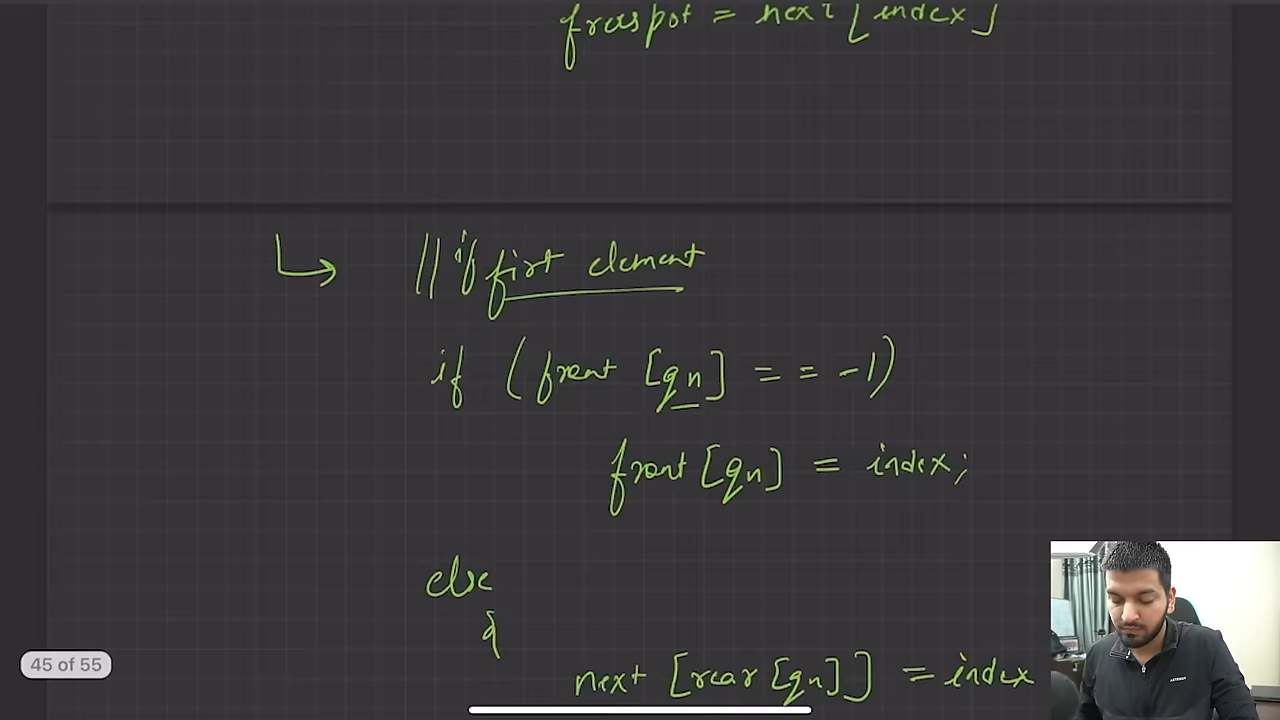 freespot = next [index]
// if first element
if (front [qn] == -1)
front [qn] = index;
else
{
45 of 55
next [rear [qn]] = index